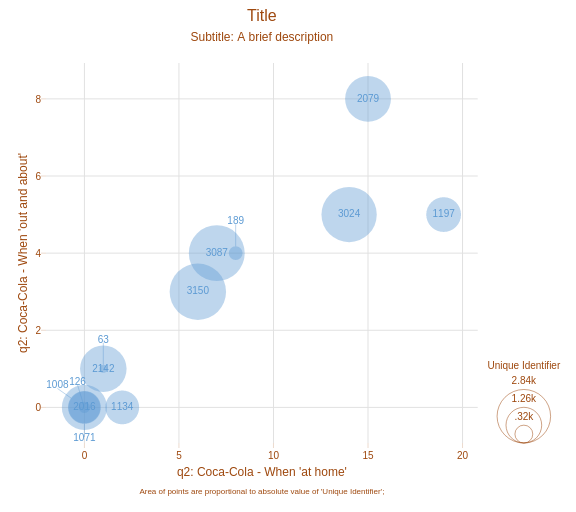 Title
Subtitle: A brief description
q2: Coca-Cola - When 'out and about'
8
6
4
2
0
2079
3024
1197
189
3087
3150
63
2142
1008
126
2016
1134
1071
0
5
10
15
20
q2: Coca-Cola - When 'at home'
Unique Identifier
2.84k
1.26k
.32k
Area of points are proportional to absolute value of 'Unique Identifier';